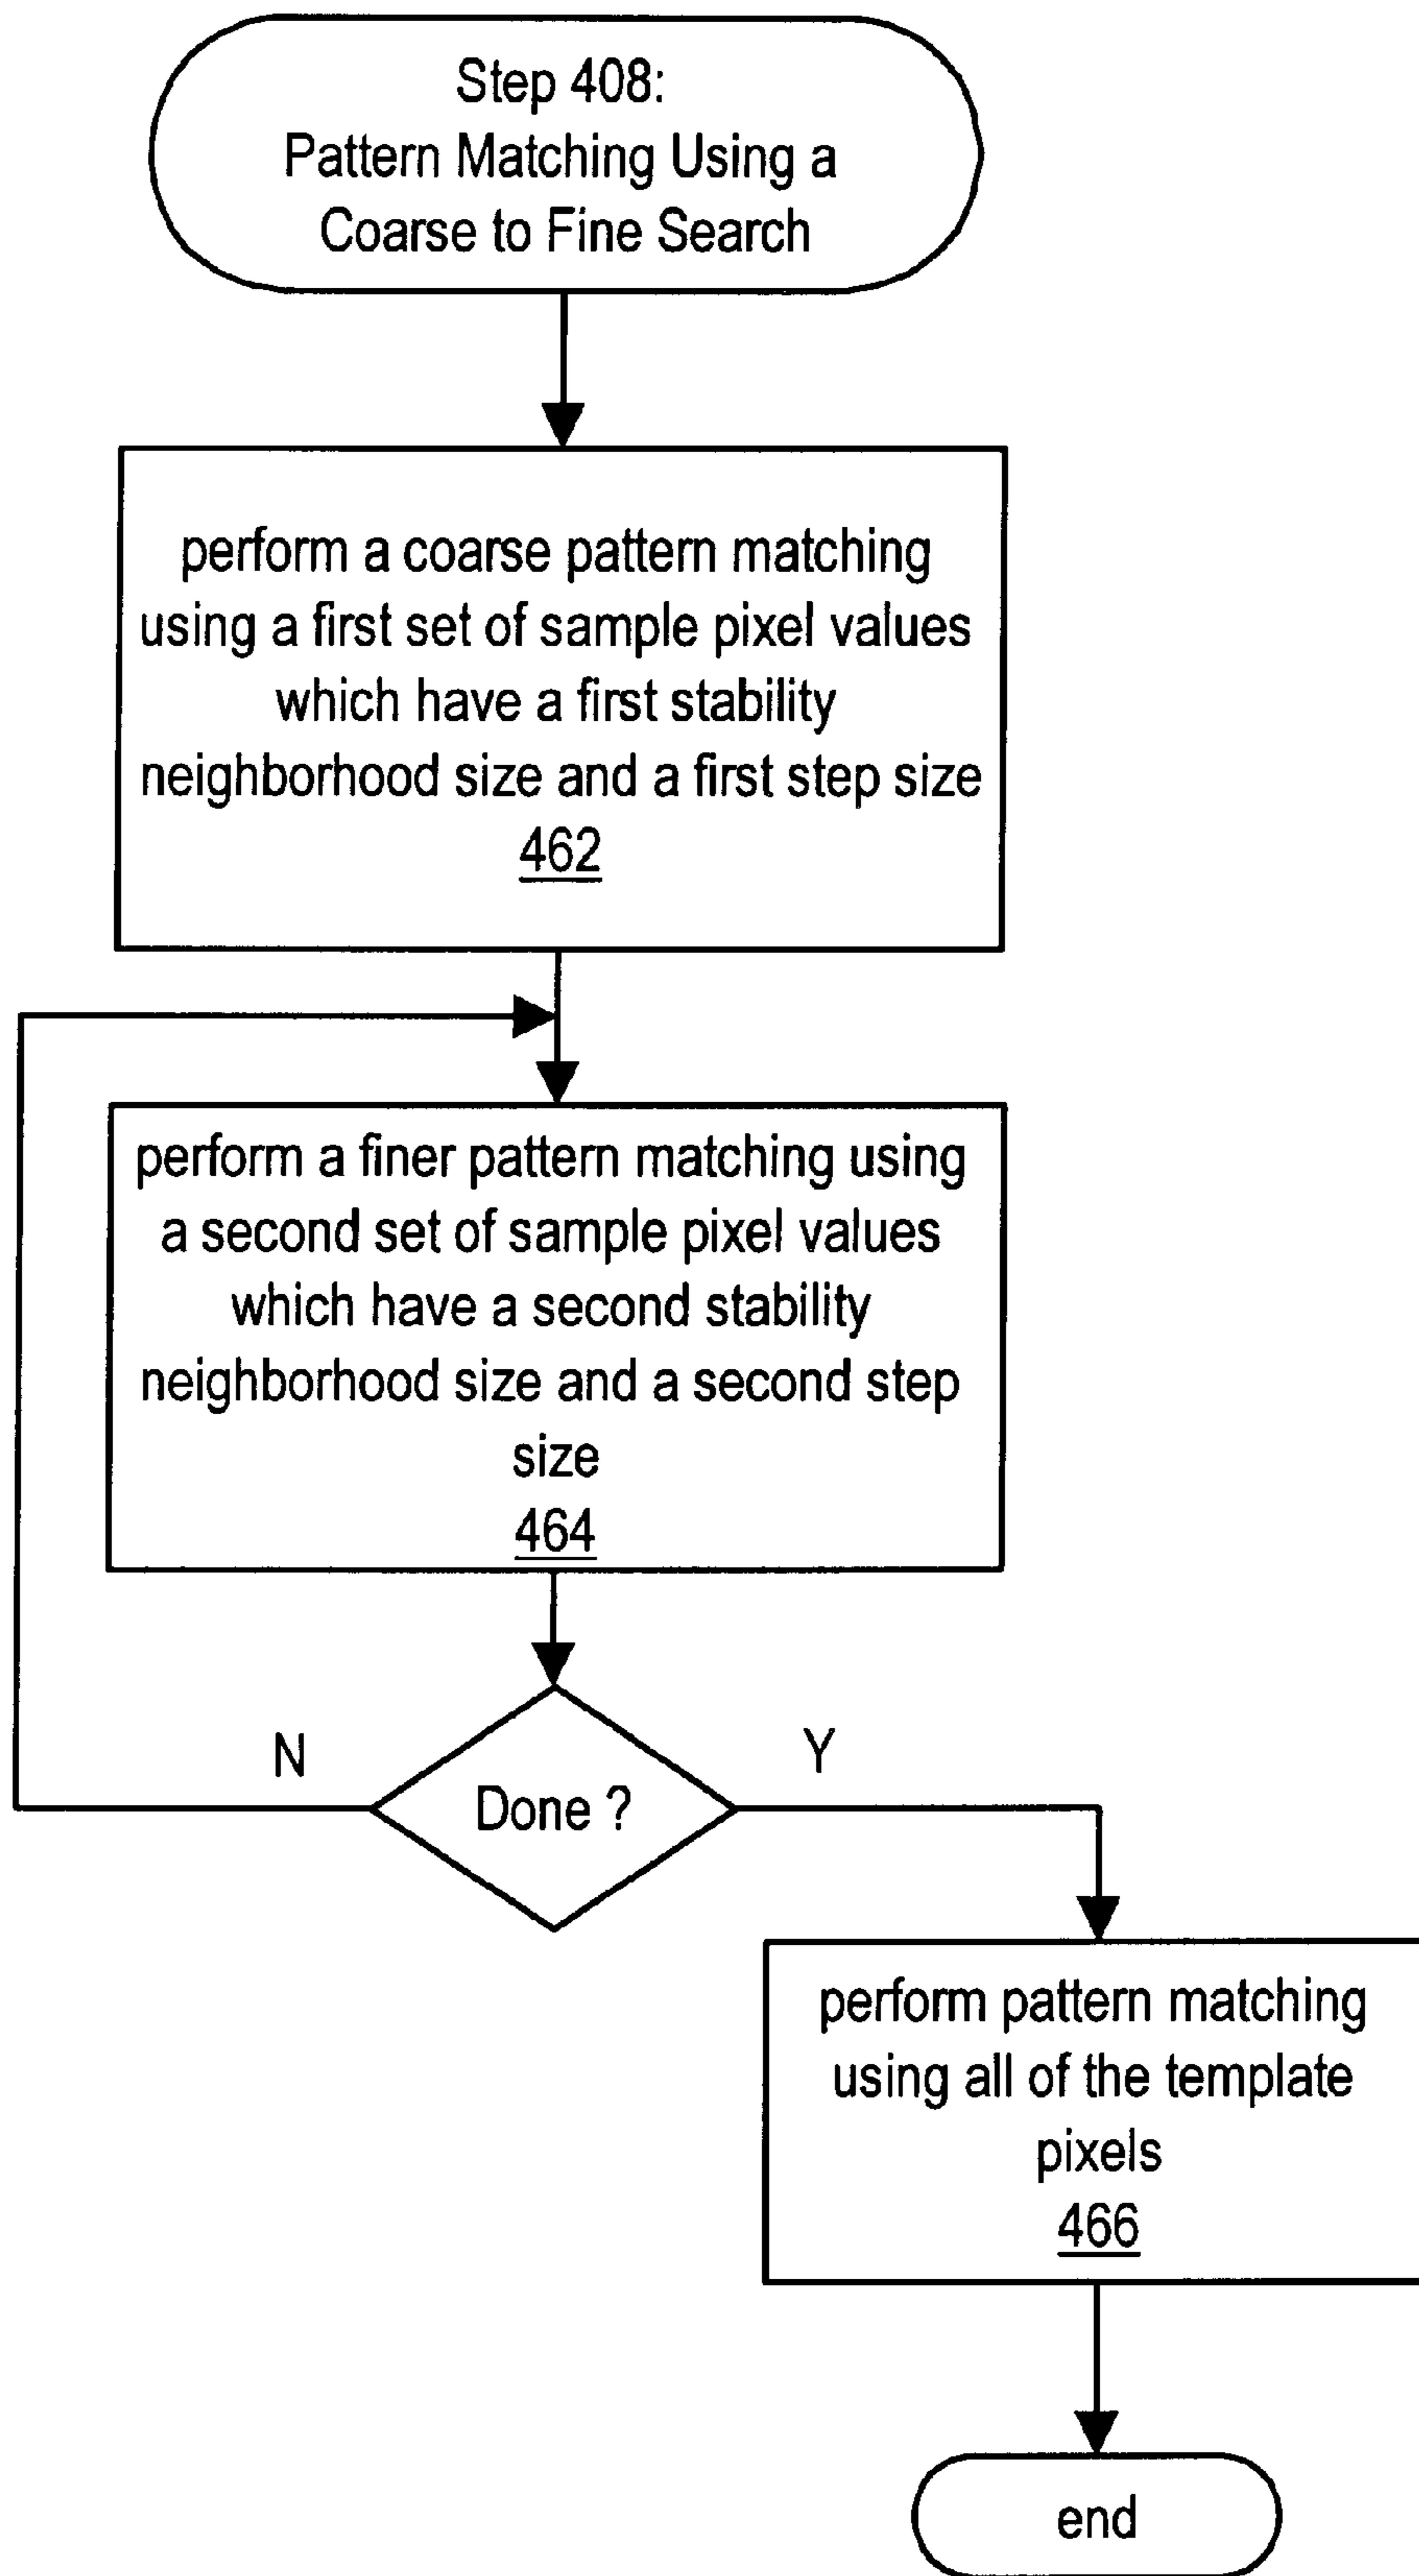 Step 408:
Pattern Matching Using a
Coarse to Fine Search
perform a coarse pattern matching
using a first set of sample pixel values
which have a first stability
neighborhood size and a first step size
462
perform a finer pattern matching using
a second set of sample pixel values
which have a second stability
neighborhood size and a second step
size
464
N
Y
Done ?
perform pattern matching
using all of the template
pixels
466
end